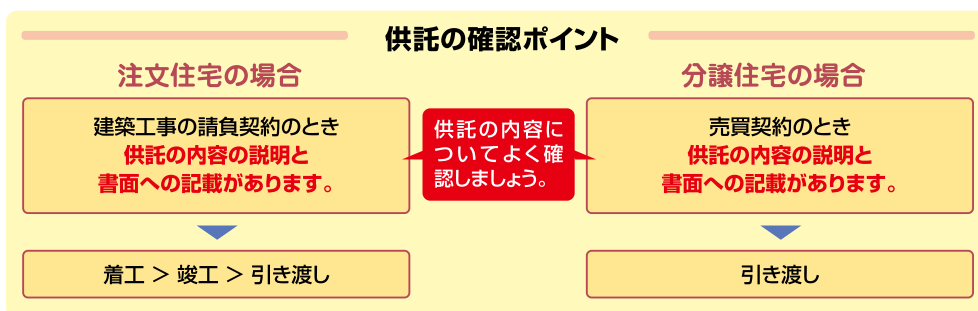 供託の確認ポイント
注文住宅の場合
建築工事の請負契約のとき
供託の内容の説明と
書面への記載があります。
着工 > 竣工 > 引き渡し
供託の内容に
ついてよく確
認しましょう。
分譲住宅の場合
売買契約のとき
供託の内容の説明と
書面への記載があります。
引き渡し